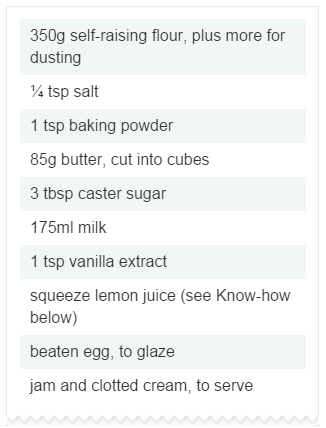 350g self-raising flour, plus more for
dusting
¼ tsp salt
1 tsp baking powder
85g butter, cut into cubes
3 tbsp caster sugar
175ml milk
1 tsp vanilla extract
squeeze lemon juice (see Know-how
below)
beaten egg, to glaze
jam and clotted cream, to serve